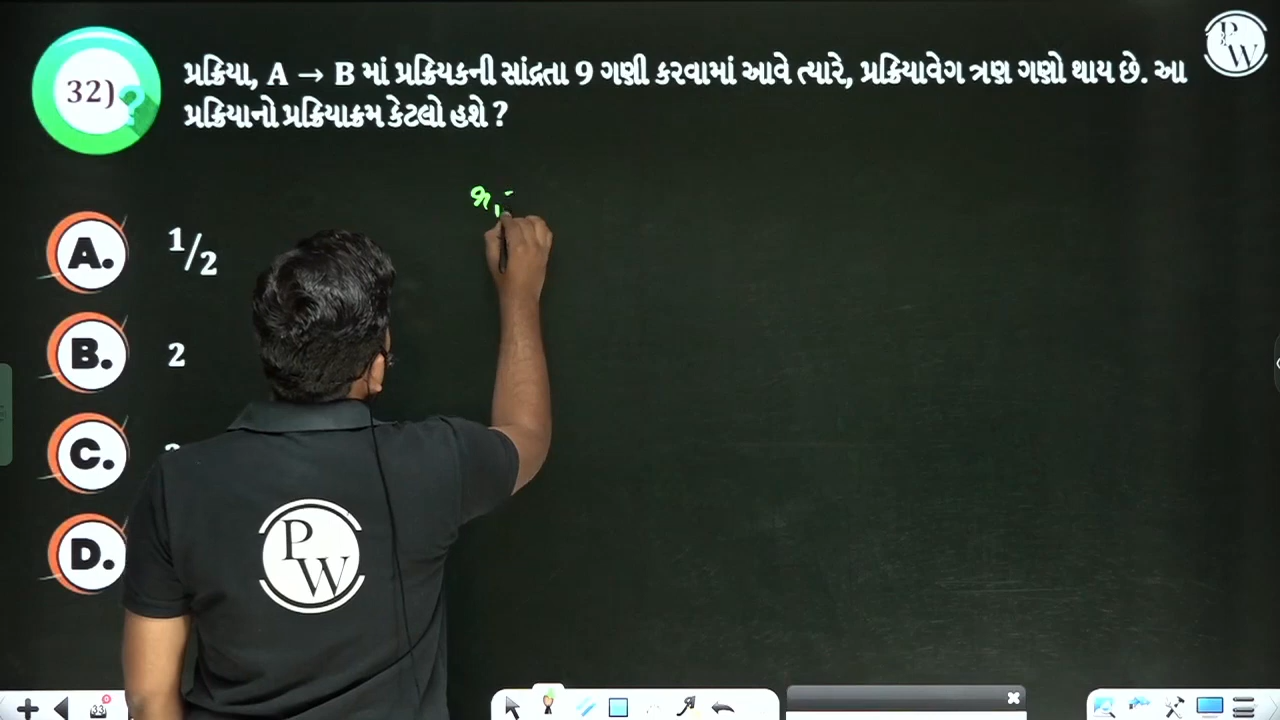 32)
પ્રક્રિયા, A → B માં પ્રક્રિયકની સાંદ્રતા 9 ગણી કરવામાં આવે ત્યારે, પ્રક્રિયાવેગ ત્રણ ગણો થાય છે. આ
પ્રક્રિયાનો પ્રક્રિયાક્રમ કેટલો હશે ?
PW
A. 1/2
B. 2
C.
D.
PW
33